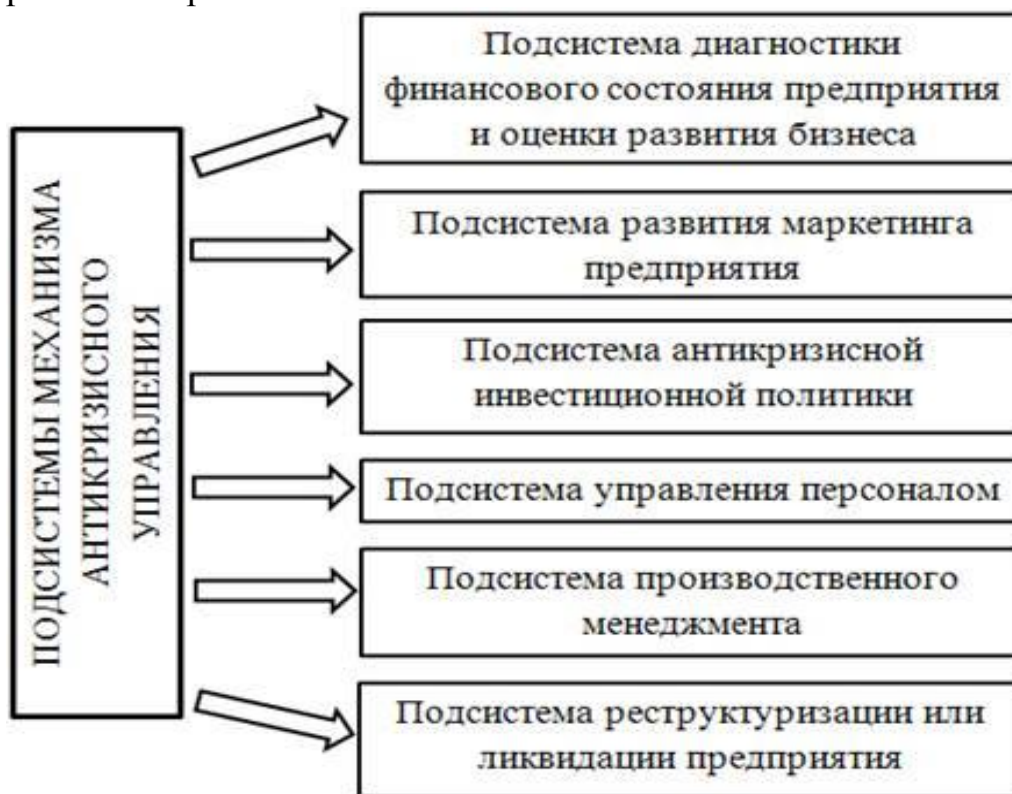 ПОДСИСТЕМЫ МЕХАНИЗМА
АНТИКРИЗИСНОГО
УПРАВЛЕНИЯ
Подсистема диагностики
финансового состояния предприятия
и оценки развития бизнеса
Подсистема развития маркетинга
предприятия
Подсистема антикризисной
инвестиционной политики
Подсистема управления персоналом
Подсистема производственного
менеджмента
Подсистема реструктуризации или
ликвидации предприятия